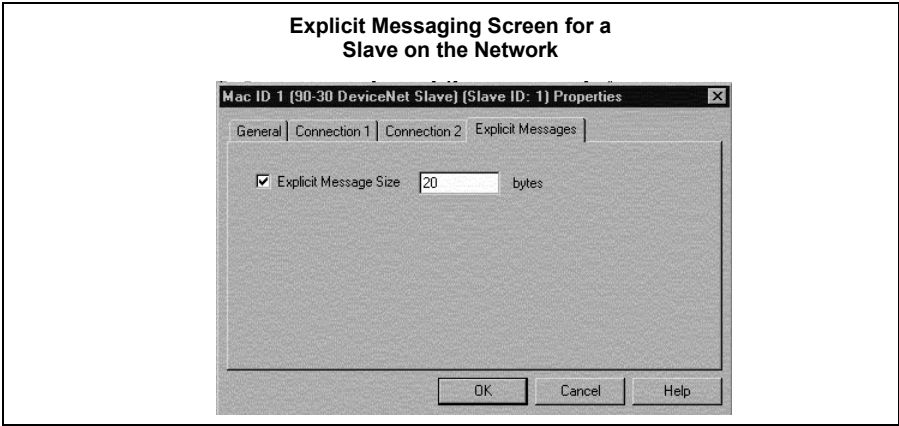 Explicit Messaging Screen for a
Slave on the Network
Mac ID 1 (90-30 DeviceNet Slave) (Slave ID: 1) Properties
General Connection 1 Connection 2 Explicit Messages
Explicit Message Size 20 bytes
OK Cancel Help